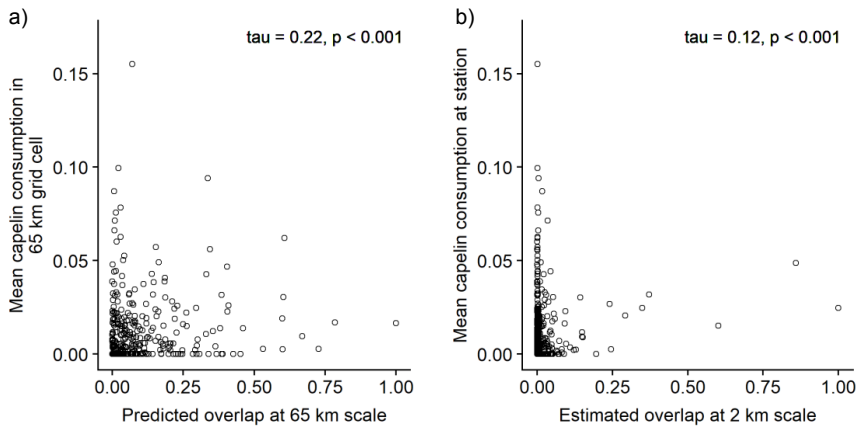 a)
tau = 0.22, p < 0.001
Mean capelin consumption in
65 km grid cell
0.15
0.10
0.05
0.00
0.00 0.25 0.50 0.75 1.00
Predicted overlap at 65 km scale
b)
tau = 0.12, p < 0.001
Mean capelin consumption at station
0.15
0.10
0.05
0.00
0.00 0.25 0.50 0.75 1.00
Estimated overlap at 2 km scale